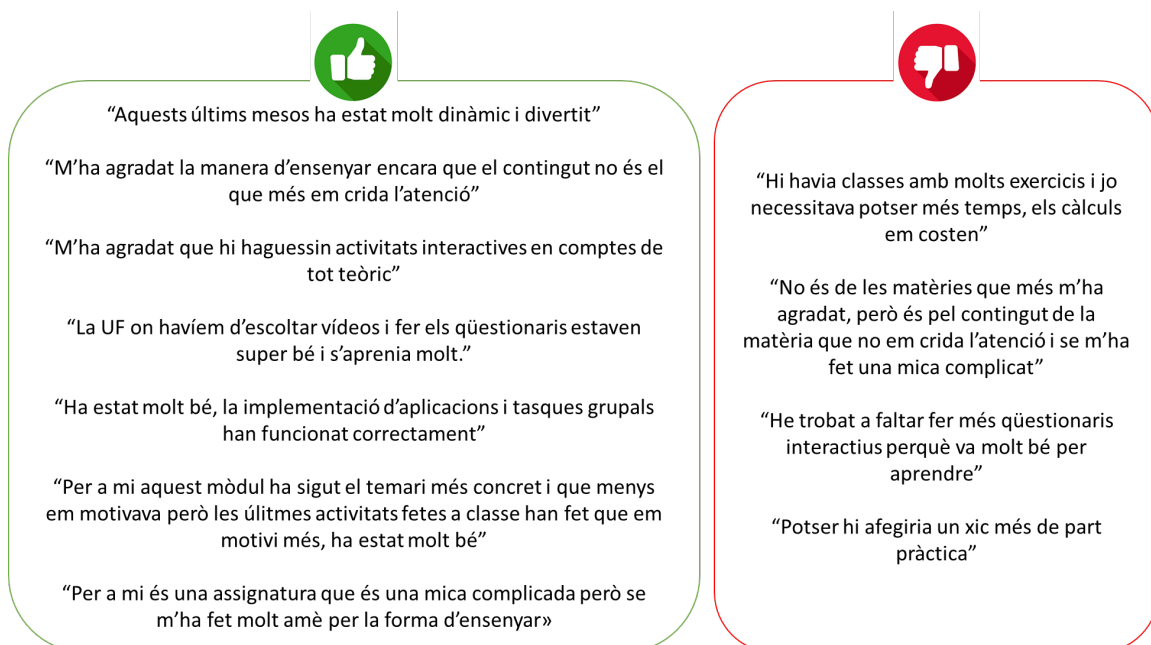 “Aquests últims mesos ha estat molt dinàmic i divertit”
“M’ha agradat la manera d’ensenyar encara que el contingut no és el
que més em crida l’atenció”
“M’ha agradat que hi haguessin activitats interactives en comptes de
tot teòric”
“La UF on havíem d’escoltar vídeos i fer els qüestionaris estaven
super bé i s’aprenia molt.”
“Ha estat molt bé, la implementació d’aplicacions i tasques grupals
han funcionat correctament”
“Per a mi aquest mòdul ha sigut el temari més concret i que menys
em motivava però les úlitmes activitats fetes a classe han fet que em
motivi més, ha estat molt bé”
“Per a mi és una assignatura que és una mica complicada però se
m’ha fet molt amè per la forma d’ensenyar»
“Hi havia classes amb molts exercicis i jo
necessitava potser més temps, els càlculs
em costen”
“No és de les matèries que més m’ha
agradat, però és pel contingut de la
matèria que no em crida l’atenció i se m’ha
fet una mica complicat”
“He trobat a faltar fer més qüestionaris
interactius perquè va molt bé per
aprendre”
“Potser hi afegiria un xic més de part
pràctica”